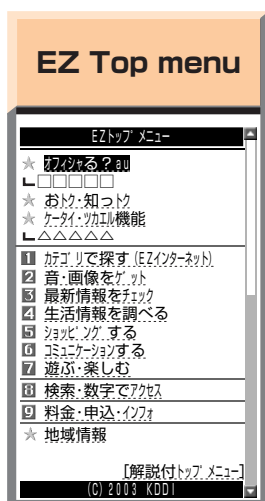 EZ Top menu
EZトップメニュー
★ オフィシャる？au
┗□□□□□
★ おトク･知っトク
★ ケータイ･ツカエル機能
┗△△△△△
1 カテゴリで探す(EZインターネット)
2 音･画像をゲット
3 最新情報をチェック
4 生活情報を調べる
5 ショッピングする
6 コミュニケーションする
7 遊ぶ･楽しむ
8 検索･数字でアクセス
9 料金･申込･インフォ
★ 地域情報
[解説付トップメニュー]
(C) 2003 KDDI